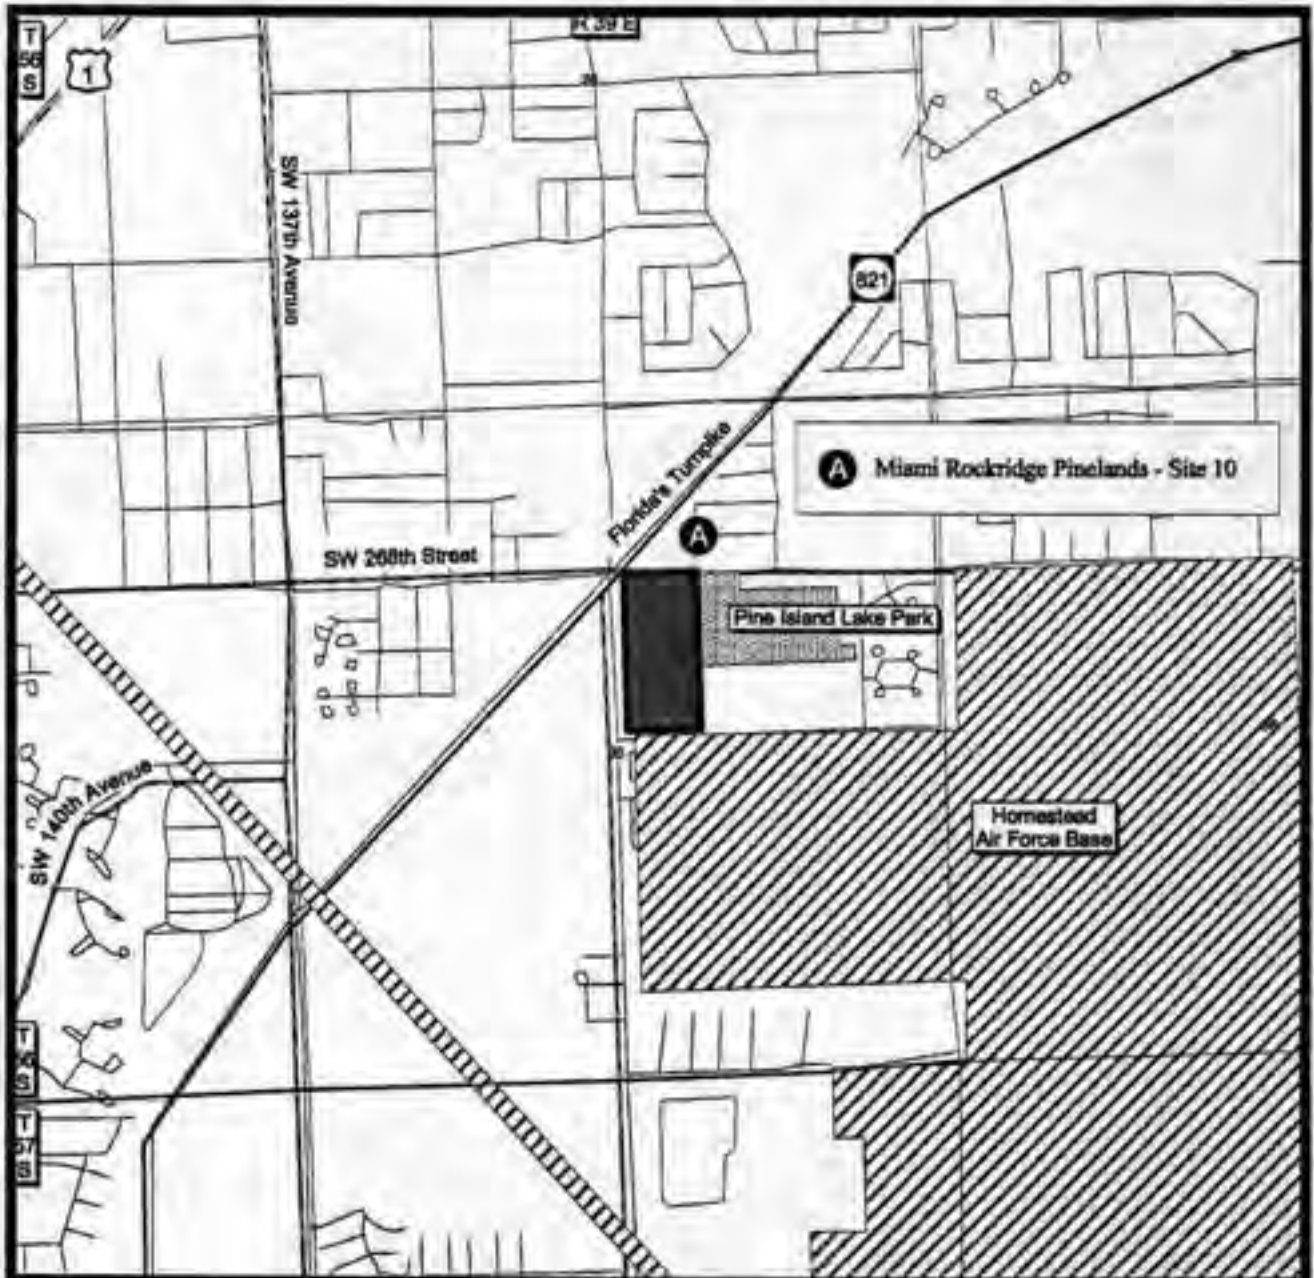 T
56
S
1
R 39 E
SW 137th Avenue
821
Florida's Turnpike
A Miami Rockridge Pinelands - Site 10
A
SW 268th Street
Pine Island Lake Park
SW 140th Avenue
Homestead
Air Force Base
T
56
S
T
57
S